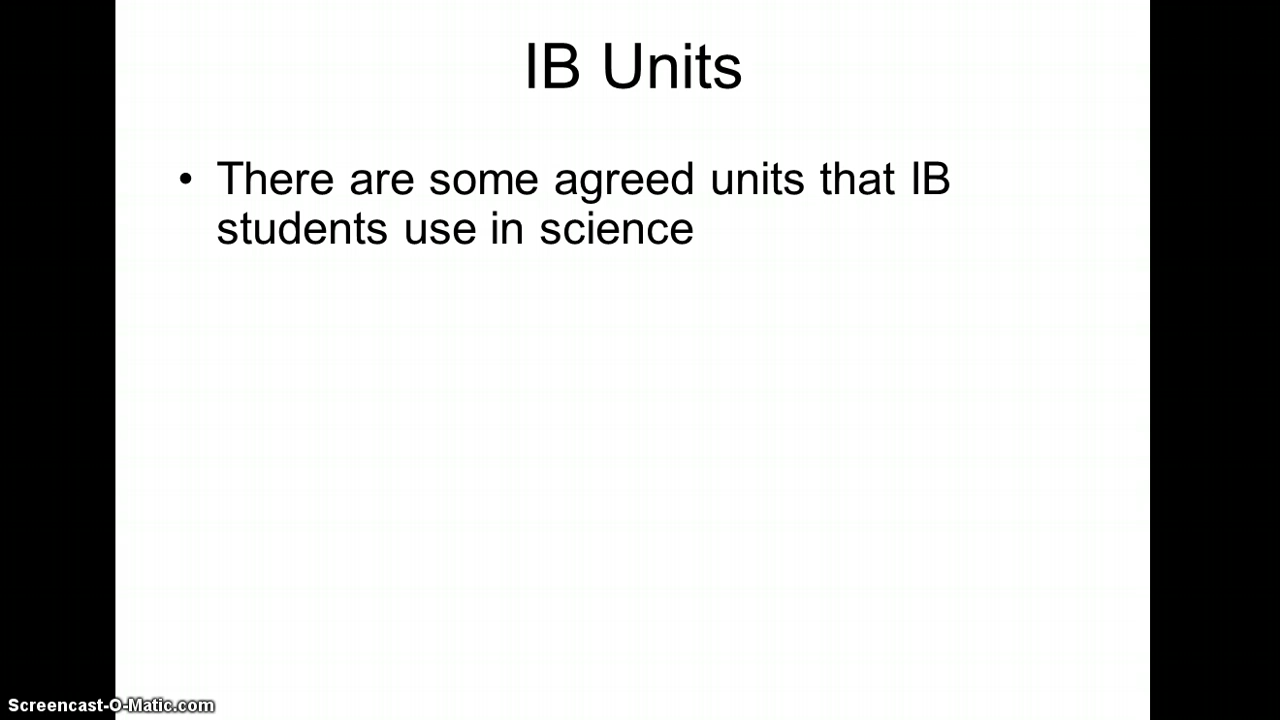 IB Units
• There are some agreed units that IB
students use in science
Screencast-O-Matic.com